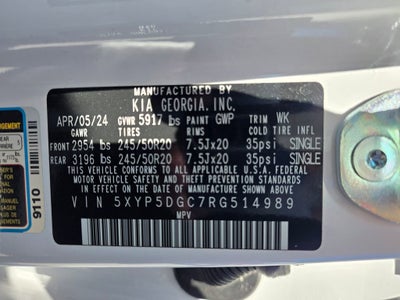 MANUFACTURED BY
KIA GEORGIA, INC.
APR/05/24 GVWR 5917 lbs PAINT GWP TRIM WK
GAWR TIRES RIMS COLD TIRE INFL
FRONT 2954 lbs 245/50R20 7.5Jx20 35psi SINGLE
REAR 3196 lbs 245/50R20 7.5Jx20 35psi SINGLE
THIS VEHICLE CONFORMS TO ALL APPLICABLE U.S.A. FEDERAL
MOTOR VEHICLE SAFETY AND THEFT PREVENTION STANDARDS IN
EFFECT ON THE DATE OF MANUFACTURE SHOWN ABOVE.
VIN 5XYP5DGC7RG514989
MPV
9110